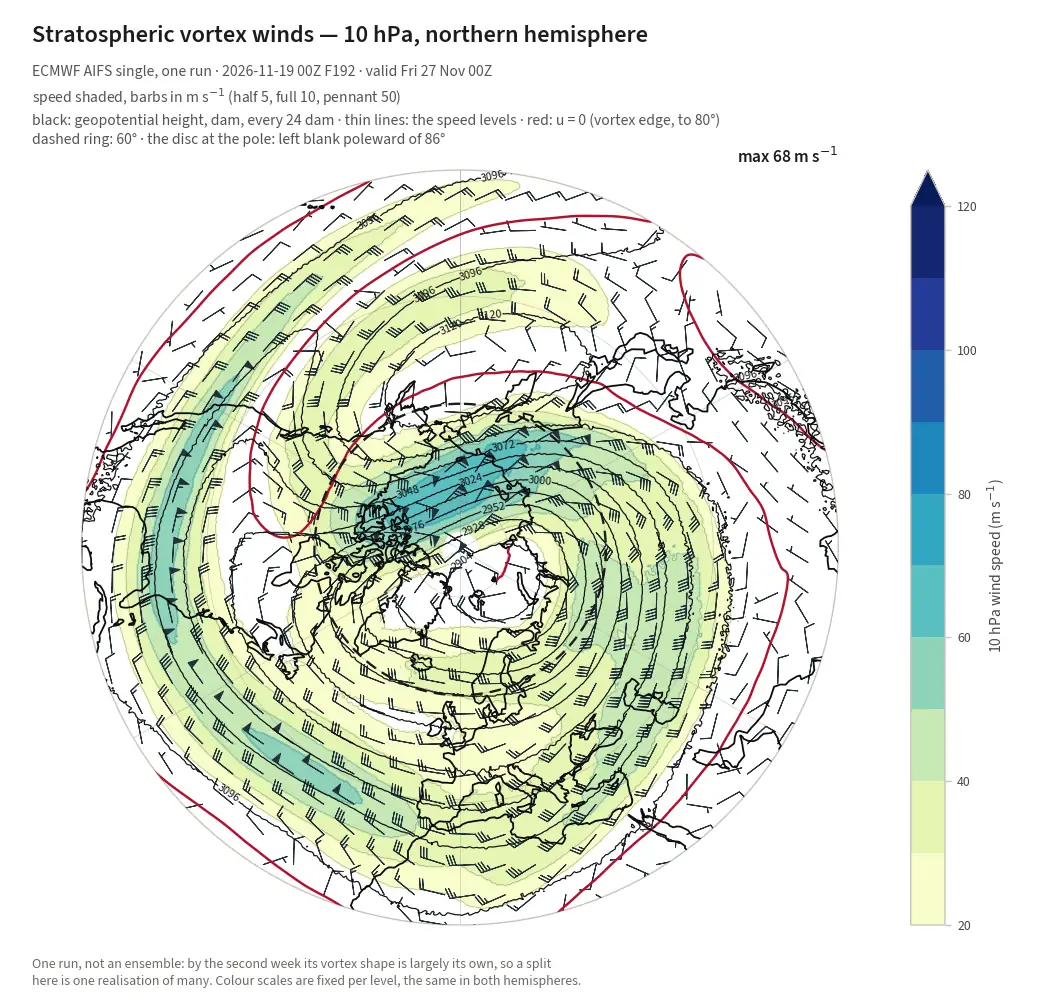 Stratospheric vortex winds — 10 hPa, northern hemisphere
ECMWF AIFS single, one run · 2026-11-19 00Z F192 · valid Fri 27 Nov 00Z
speed shaded, barbs in m s⁻¹ (half 5, full 10, pennant 50)
black: geopotential height, dam, every 24 dam · thin lines: the speed levels · red: u = 0 (vortex edge, to 80°)
dashed ring: 60° · the disc at the pole: left blank poleward of 86°
max 68 m s⁻¹
3096
3096
3096
3120
3072
3024
3048
3000
2952
2928
3096
3096
120
100
80
60
40
20
10 hPa wind speed (m s⁻¹)
One run, not an ensemble: by the second week its vortex shape is largely its own, so a split
here is one realisation of many. Colour scales are fixed per level, the same in both hemispheres.